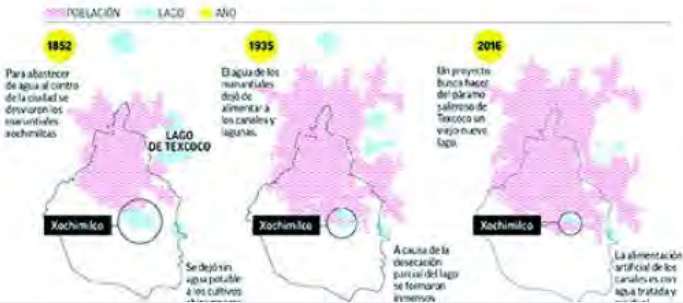 POBLACIÓN LAGO AÑO
1852
Para abastecer
de agua al centro
de la ciudad se
desviaron los
manantiales
xochimilcas
LAGO
DE TEXCOCO
Xochimilco
Se dejó sin
agua potable
a los cultivos
1935
El agua de los
manantiales
dejó de
alimentar a
los canales y
lagunas.
Xochimilco
A causa de la
desecación
parcial del lago
se formaron
inmensos
2016
Un proyecto
busca hacer
del páramo
salitroso de
Texcoco un
viejo nuevo
lago.
Xochimilco
La alimentación
artificial de los
canales es con
agua tratada y